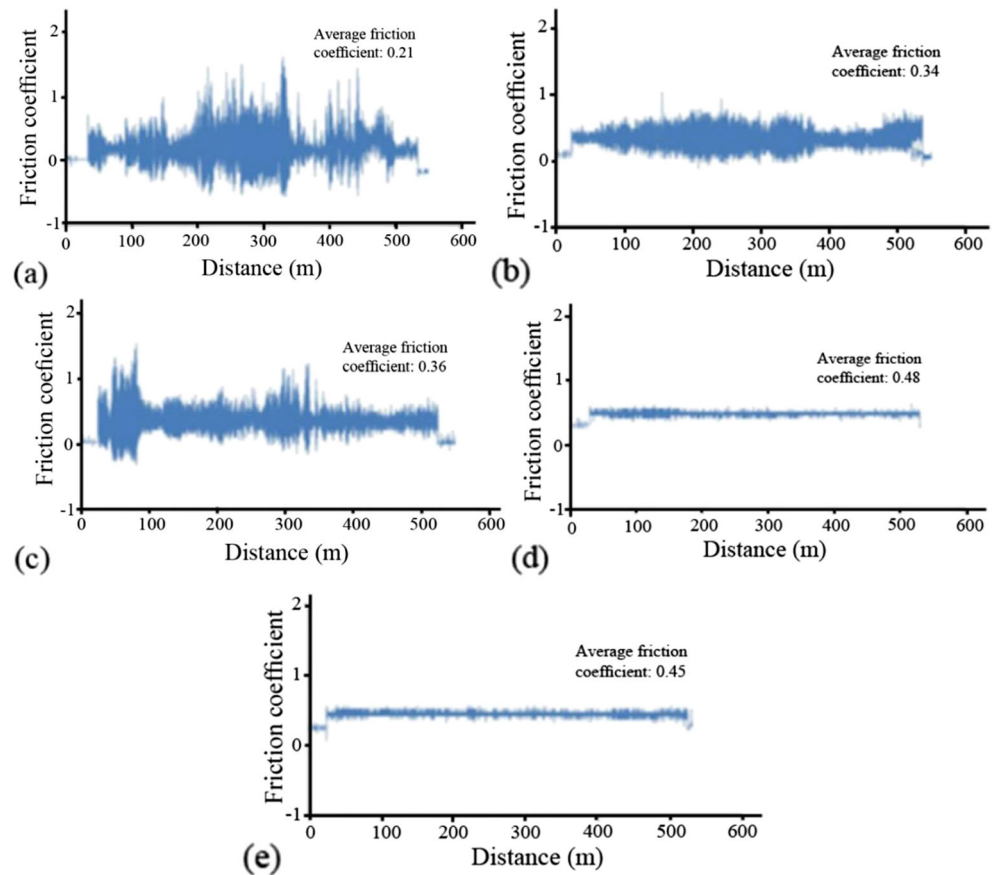 Friction coefficient
2
1
0
-1
Average friction
coefficient: 0.21
0 100 200 300 400 500 600
Distance (m)
(a)
Friction coefficient
2
1
0
-1
Average friction
coefficient: 0.34
0 100 200 300 400 500 600
Distance (m)
(b)
Friction coeficient
2
1
0
-1
Average friction
coefficient: 0.36
0 100 200 300 400 500 600
Distance (m)
(c)
Friction coefficient
2
1
0
-1
Average friction
coefficient: 0.48
0 100 200 300 400 500 600
Distance (m)
(d)
Friction coefficient
2
1
0
-1
Average friction
coefficient: 0.45
0 100 200 300 400 500 600
Distance (m)
(e)